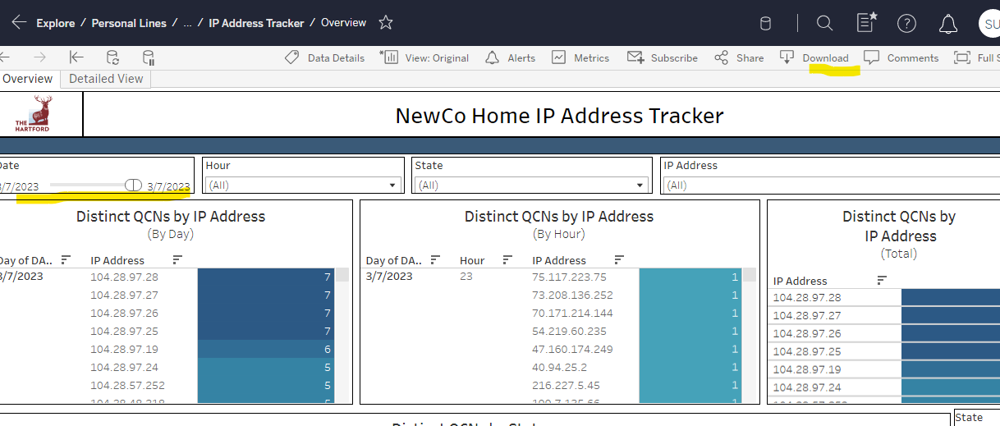 Explore / Personal Lines / ... / IP Address Tracker / Overview
SU
Data Details View: Original Alerts Metrics Subscribe Share Download Comments Full S
Overview Detailed View
THE
HARTFORD
NewCo Home IP Address Tracker
Date
3/7/2023 3/7/2023
Hour
(All)
State
(All)
IP Address
(All)
Distinct QCNs by IP Address
(By Day)
Day of DA.. IP Address
3/7/2023 104.28.97.28 7
104.28.97.27 7
104.28.97.26 7
104.28.97.25 7
104.28.97.19 6
104.28.97.24 5
104.28.57.252 5
Distinct QCNs by IP Address
(By Hour)
Day of DA.. Hour IP Address
3/7/2023 23 75.117.223.75 1
73.208.136.252 1
70.171.214.144 1
54.219.60.235 1
47.160.174.249 1
40.94.25.2 1
216.227.5.45 1
Distinct QCNs by
IP Address
(Total)
IP Address
104.28.97.28
104.28.97.27
104.28.97.26
104.28.97.25
104.28.97.19
104.28.97.24
State